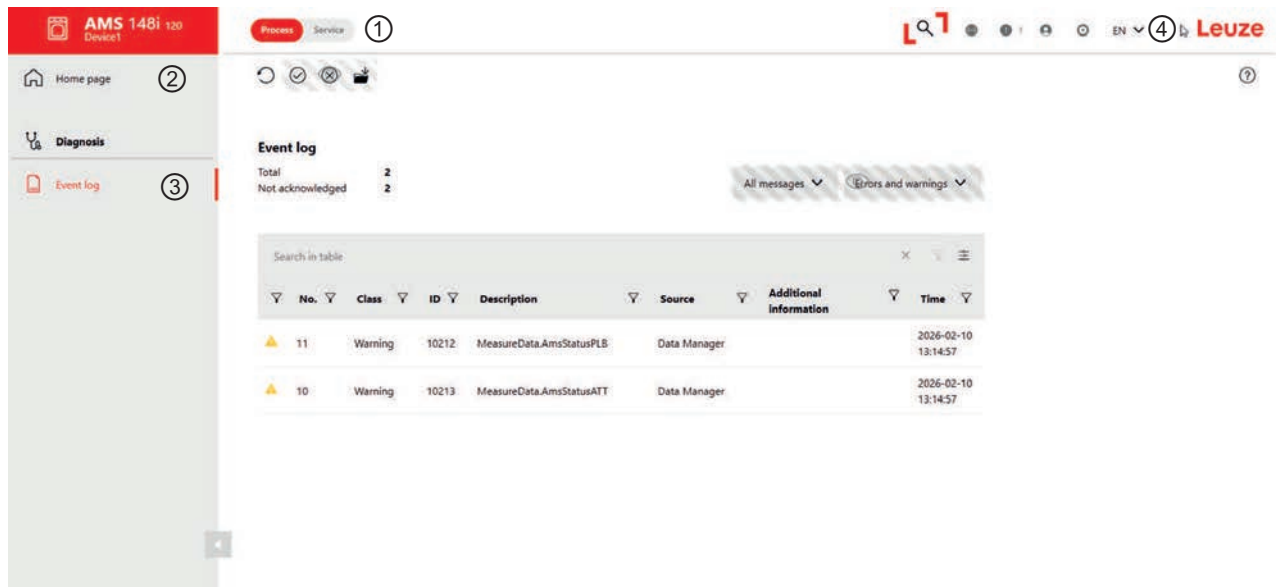 AMS 148i 120
Device1
Process Service ①
EN ④ Leuze
Home page ②
Diagnosis
Event log ③
Event log
Total 2
Not acknowledged 2
All messages Errors and warnings
Search in table
No. Class ID Description Source Additional information Time
11 Warning 10212 MeasureData.AmsStatusPLB Data Manager 2026-02-10
13:14:57
10 Warning 10213 MeasureData.AmsStatusATT Data Manager 2026-02-10
13:14:57